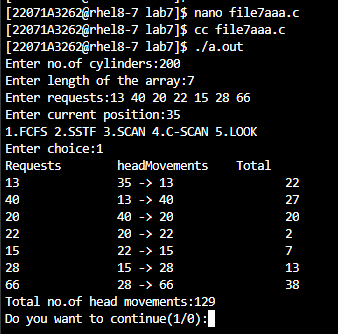 [22071A3262@rhel8-7 lab7]$ nano file7aaa.c
[22071A3262@rhel8-7 lab7]$ cc file7aaa.c
[22071A3262@rhel8-7 lab7]$ ./a.out
Enter no.of cylinders:200
Enter length of the array:7
Enter requests:13 40 20 22 15 28 66
Enter current position:35
1.FCFS 2.SSTF 3.SCAN 4.C-SCAN 5.LOOK
Enter choice:1
Requests headMovements Total
13 35 -> 13 22
40 13 -> 40 27
20 40 -> 20 20
22 20 -> 22 2
15 22 -> 15 7
28 15 -> 28 13
66 28 -> 66 38
Total no.of head movements:129
Do you want to continue(1/0):